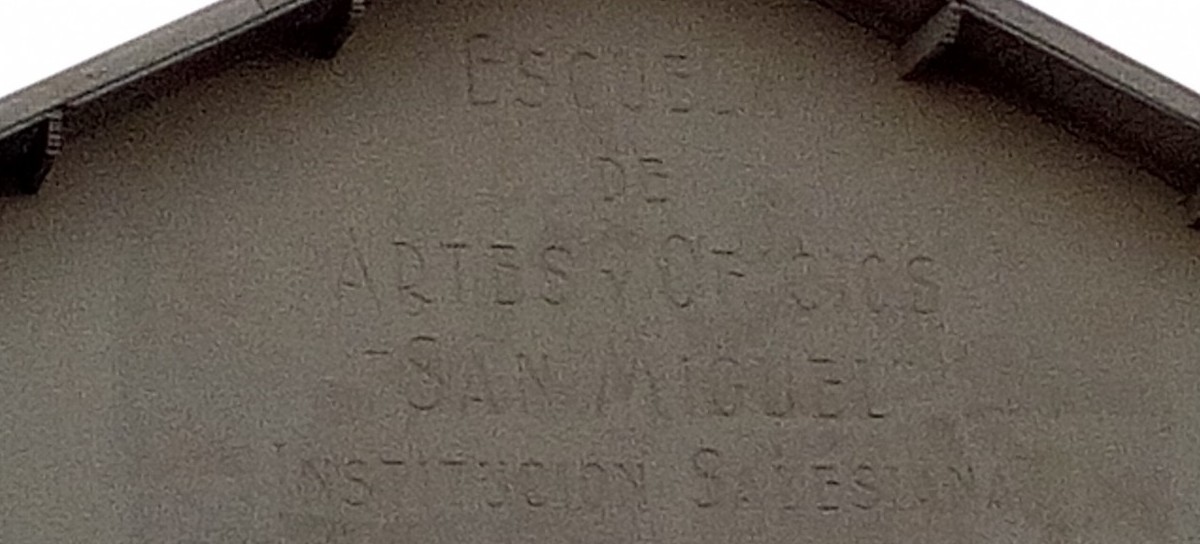 ESCUELA
DE
ARTES Y OFICIOS
"SAN MIGUEL"
INSTITUCION SALESIANA